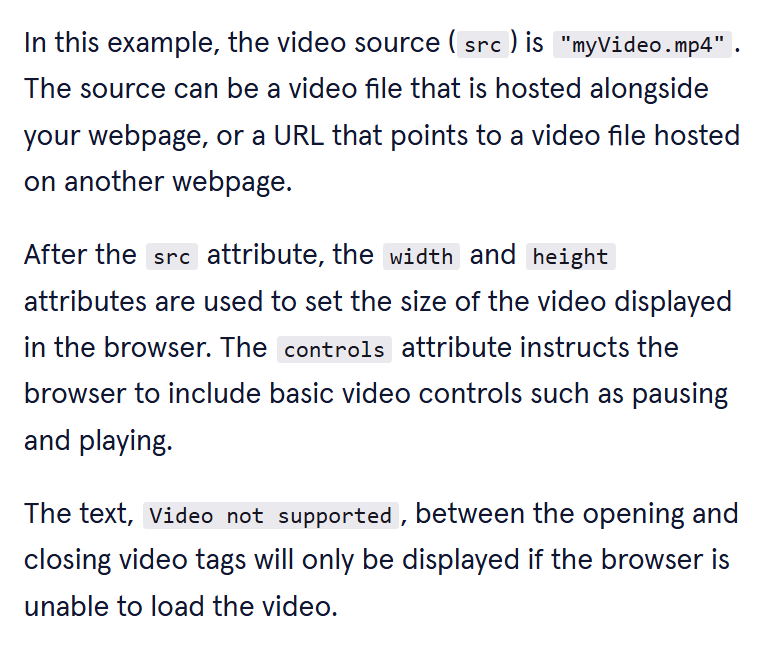 In this example, the video source (src) is "myVideo.mp4".
The source can be a video file that is hosted alongside
your webpage, or a URL that points to a video file hosted
on another webpage.
After the src attribute, the width and height
attributes are used to set the size of the video displayed
in the browser. The controls attribute instructs the
browser to include basic video controls such as pausing
and playing.
The text, Video not supported, between the opening and
closing video tags will only be displayed if the browser is
unable to load the video.